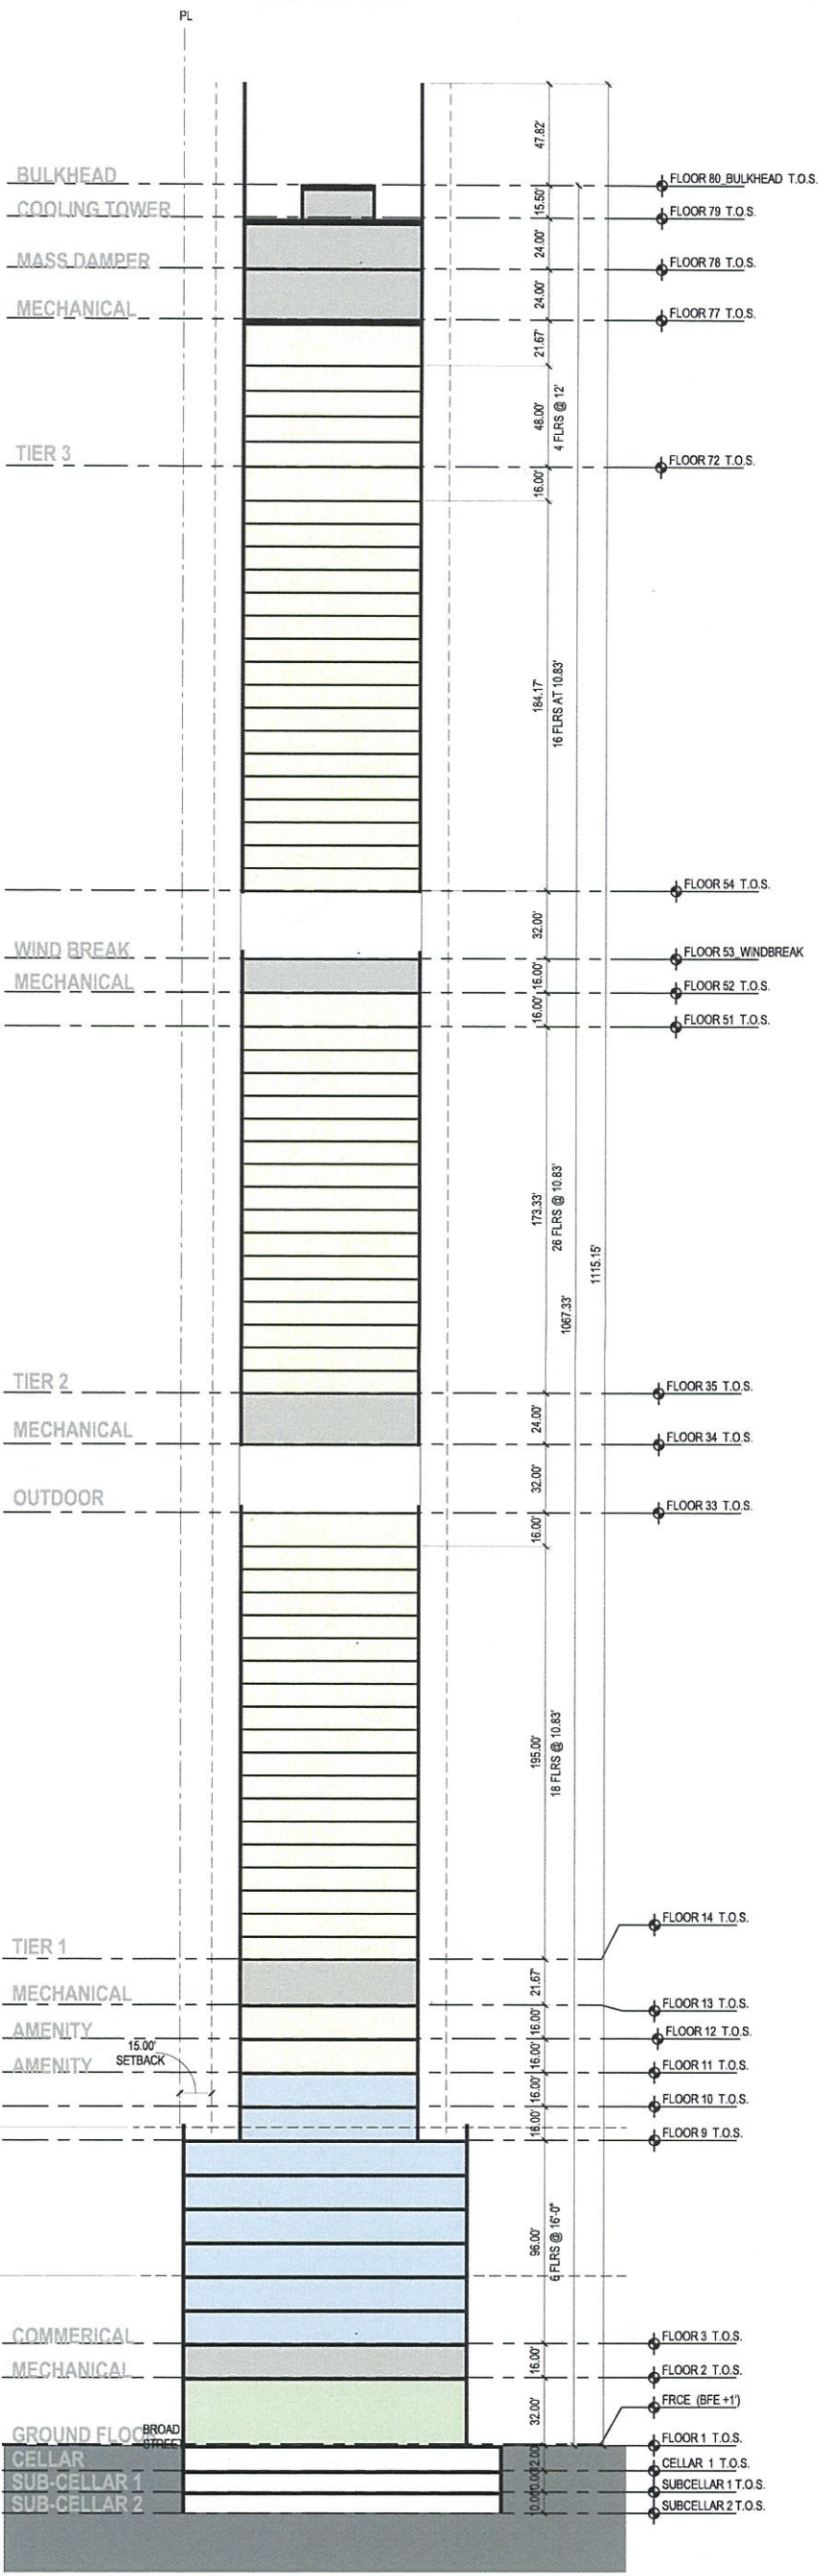 PL
47.82'
BULKHEAD
FLOOR 80_BULKHEAD T.O.S.
15.50'
COOLING TOWER
FLOOR 79 T.O.S.
24.00'
MASS DAMPER
FLOOR 78 T.O.S.
24.00'
MECHANICAL
FLOOR 77 T.O.S.
21.67'
48.00'
4 FLRS @ 12'
TIER 3
FLOOR 72 T.O.S.
16.00'
184.17'
16 FLRS AT 10.83'
FLOOR 54 T.O.S.
32.00'
WIND BREAK
FLOOR 53_WINDBREAK
16.00'
MECHANICAL
FLOOR 52 T.O.S.
16.00'
FLOOR 51 T.O.S.
173.33'
26 FLRS @ 10.83'
1067.33'
1115.15'
TIER 2
FLOOR 35 T.O.S.
24.00'
MECHANICAL
FLOOR 34 T.O.S.
32.00'
OUTDOOR
FLOOR 33 T.O.S.
16.00'
195.00'
18 FLRS @ 10.83'
FLOOR 14 T.O.S.
TIER 1
21.67'
MECHANICAL
FLOOR 13 T.O.S.
16.00'
AMENITY
FLOOR 12 T.O.S.
15.00'
SETBACK
16.00'
AMENITY
FLOOR 11 T.O.S.
16.00'
FLOOR 10 T.O.S.
16.00'
FLOOR 9 T.O.S.
96.00'
6 FLRS @ 16'-0"
COMMERICAL
FLOOR 3 T.O.S.
16.00'
MECHANICAL
FLOOR 2 T.O.S.
32.00'
FRCE (BFE +1')
GROUND FLOO
BROAD
STREET
FLOOR 1 T.O.S.
CELLAR
CELLAR 1 T.O.S.
SUB-CELLAR 1
SUBCELLAR 1 T.O.S.
SUB-CELLAR 2
SUBCELLAR 2 T.O.S.